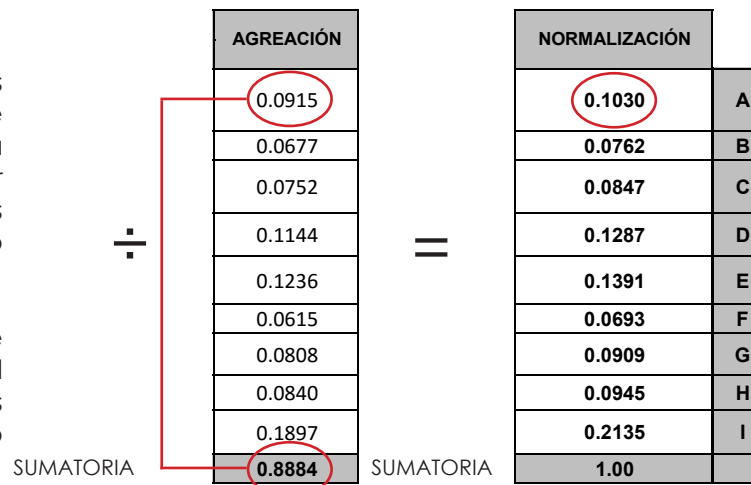 AGREACIÓN NORMALIZACIÓN
0.0915 0.1030 A
0.0677 0.0762 B
0.0752 0.0847 C
÷ 0.1144 = 0.1287 D
0.1236 0.1391 E
0.0615 0.0693 F
0.0808 0.0909 G
0.0840 0.0945 H
0.1897 0.2135 I
SUMATORIA 0.8884 SUMATORIA 1.00